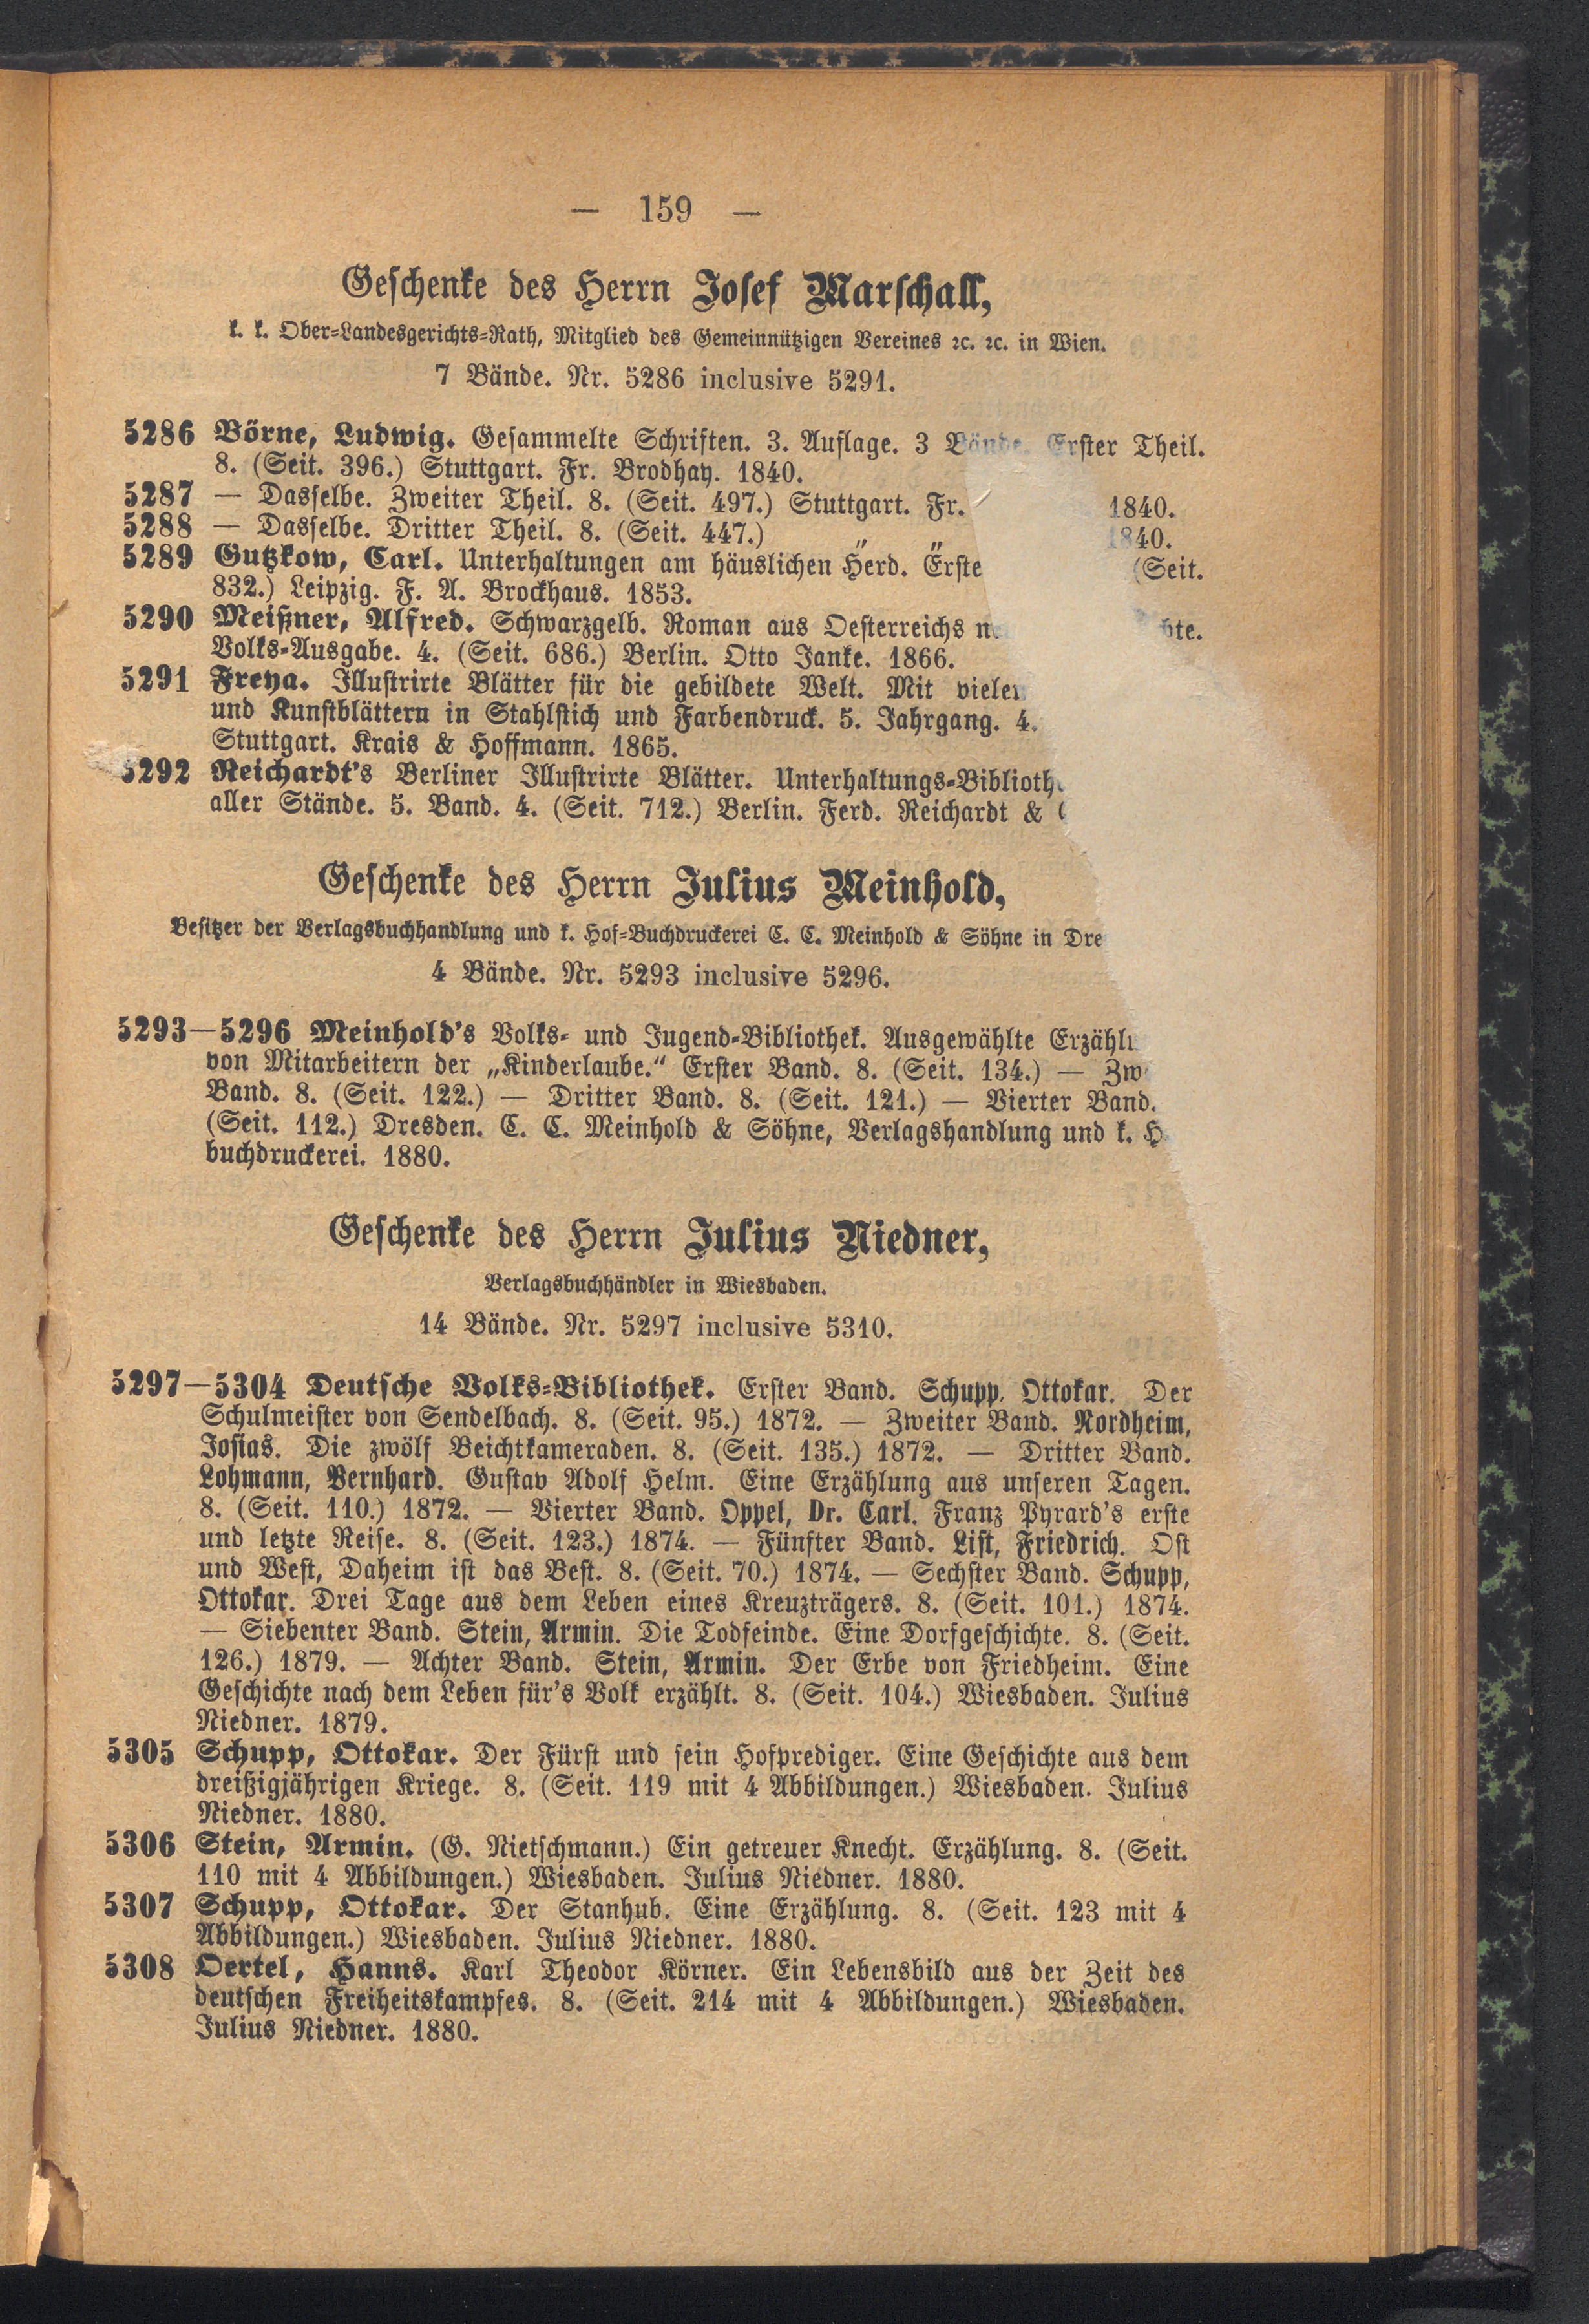 — 159 —
Geschenke des Herrn Josef Marschall,
k. k. Ober-Landesgerichts-Rath, Mitglied des Gemeinnützigen Vereines ꝛc. ꝛc. in Wien.
7 Bände. Nr. 5286 inclusive 5291.
5286 Börne, Ludwig. Gesammelte Schriften. 3. Auflage. 3 Bände. Erster Theil.
8. (Seit. 396.) Stuttgart. Fr. Brodhay. 1840.
5287 — Dasselbe. Zweiter Theil. 8. (Seit. 497.) Stuttgart. Fr. 1840.
5288 — Dasselbe. Dritter Theil. 8. (Seit. 447.) " " 1840.
5289 Gutzkow, Carl. Unterhaltungen am häuslichen Herd. Erste (Seit.
832.) Leipzig. F. A. Brockhaus. 1853.
5290 Meißner, Alfred. Schwarzgelb. Roman aus Oesterreichs
Volks-Ausgabe. 4. (Seit. 686.) Berlin. Otto Janke. 1866.
5291 Freya. Illustrirte Blätter für die gebildete Welt. Mit vielen
und Kunstblättern in Stahlstich und Farbendruck. 5. Jahrgang. 4.
Stuttgart. Krais & Hoffmann. 1865.
5292 Reichardt's Berliner Illustrirte Blätter. Unterhaltungs-Biblioth
aller Stände. 5. Band. 4. (Seit. 712.) Berlin. Ferd. Reichardt &
Geschenke des Herrn Julius Meinhold,
Besitzer der Verlagsbuchhandlung und k. Hof-Buchdruckerei C. C. Meinhold & Söhne in Dre
4 Bände. Nr. 5293 inclusive 5296.
5293—5296 Meinhold's Volks- und Jugend-Bibliothek. Ausgewählte Erzähl
von Mitarbeitern der „Kinderlaube.“ Erster Band. 8. (Seit. 134.) — Zw
Band. 8. (Seit. 122.) — Dritter Band. 8. (Seit. 121.) — Vierter Band.
(Seit. 112.) Dresden. C. C. Meinhold & Söhne, Verlagshandlung und k. H
buchdruckerei. 1880.
Geschenke des Herrn Julius Niedner,
Verlagsbuchhändler in Wiesbaden.
14 Bände. Nr. 5297 inclusive 5310.
5297—5304 Deutsche Volks-Bibliothek. Erster Band. Schupp, Ottokar. Der
Schulmeister von Sendelbach. 8. (Seit. 95.) 1872. — Zweiter Band. Nordheim,
Josias. Die zwölf Beichtkameraden. 8. (Seit. 135.) 1872. — Dritter Band.
Lohmann, Bernhard. Gustav Adolf Helm. Eine Erzählung aus unseren Tagen.
8. (Seit. 110.) 1872. — Vierter Band. Oppel, Dr. Carl. Franz Pyrard's erste
und letzte Reise. 8. (Seit. 123.) 1874. — Fünfter Band. List, Friedrich. Ost
und West, Daheim ist das Best. 8. (Seit. 70.) 1874. — Sechster Band. Schupp,
Ottokar. Drei Tage aus dem Leben eines Kreuzträgers. 8. (Seit. 101.) 1874.
— Siebenter Band. Stein, Armin. Die Todfeinde. Eine Dorfgeschichte. 8. (Seit.
126.) 1879. — Achter Band. Stein, Armin. Der Erbe von Friedheim. Eine
Geschichte nach dem Leben für's Volk erzählt. 8. (Seit. 104.) Wiesbaden. Julius
Niedner. 1879.
5305 Schupp, Ottokar. Der Fürst und sein Hofprediger. Eine Geschichte aus dem
dreißigjährigen Kriege. 8. (Seit. 119 mit 4 Abbildungen.) Wiesbaden. Julius
Niedner. 1880.
5306 Stein, Armin. (G. Nietschmann.) Ein getreuer Knecht. Erzählung. 8. (Seit.
110 mit 4 Abbildungen.) Wiesbaden. Julius Niedner. 1880.
5307 Schupp, Ottokar. Der Stanhub. Eine Erzählung. 8. (Seit. 123 mit 4
Abbildungen.) Wiesbaden. Julius Niedner. 1880.
5308 Oertel, Hanns. Karl Theodor Körner. Ein Lebensbild aus der Zeit des
deutschen Freiheitskampfes. 8. (Seit. 214 mit 4 Abbildungen.) Wiesbaden.
Julius Niedner. 1880.